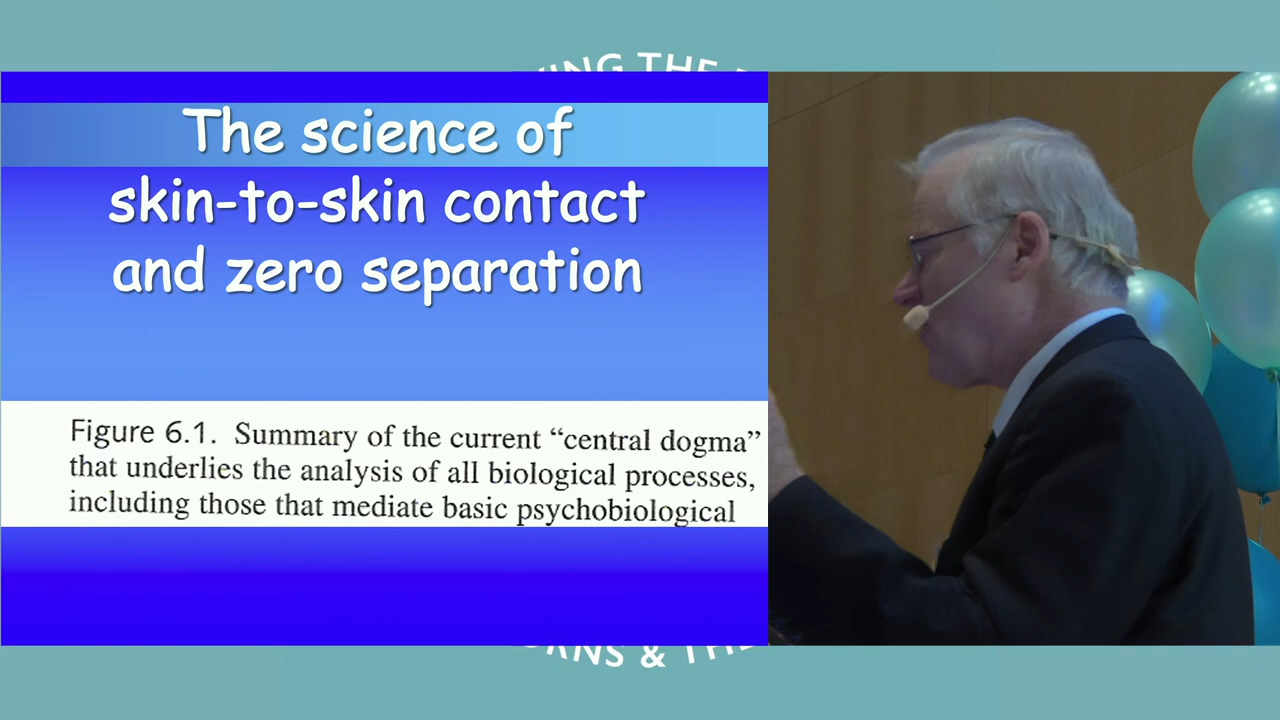 THE
The science of
skin-to-skin contact
and zero separation
Figure 6.1. Summary of the current “central dogma”
that underlies the analysis of all biological processes,
including those that mediate basic psychobiological
&